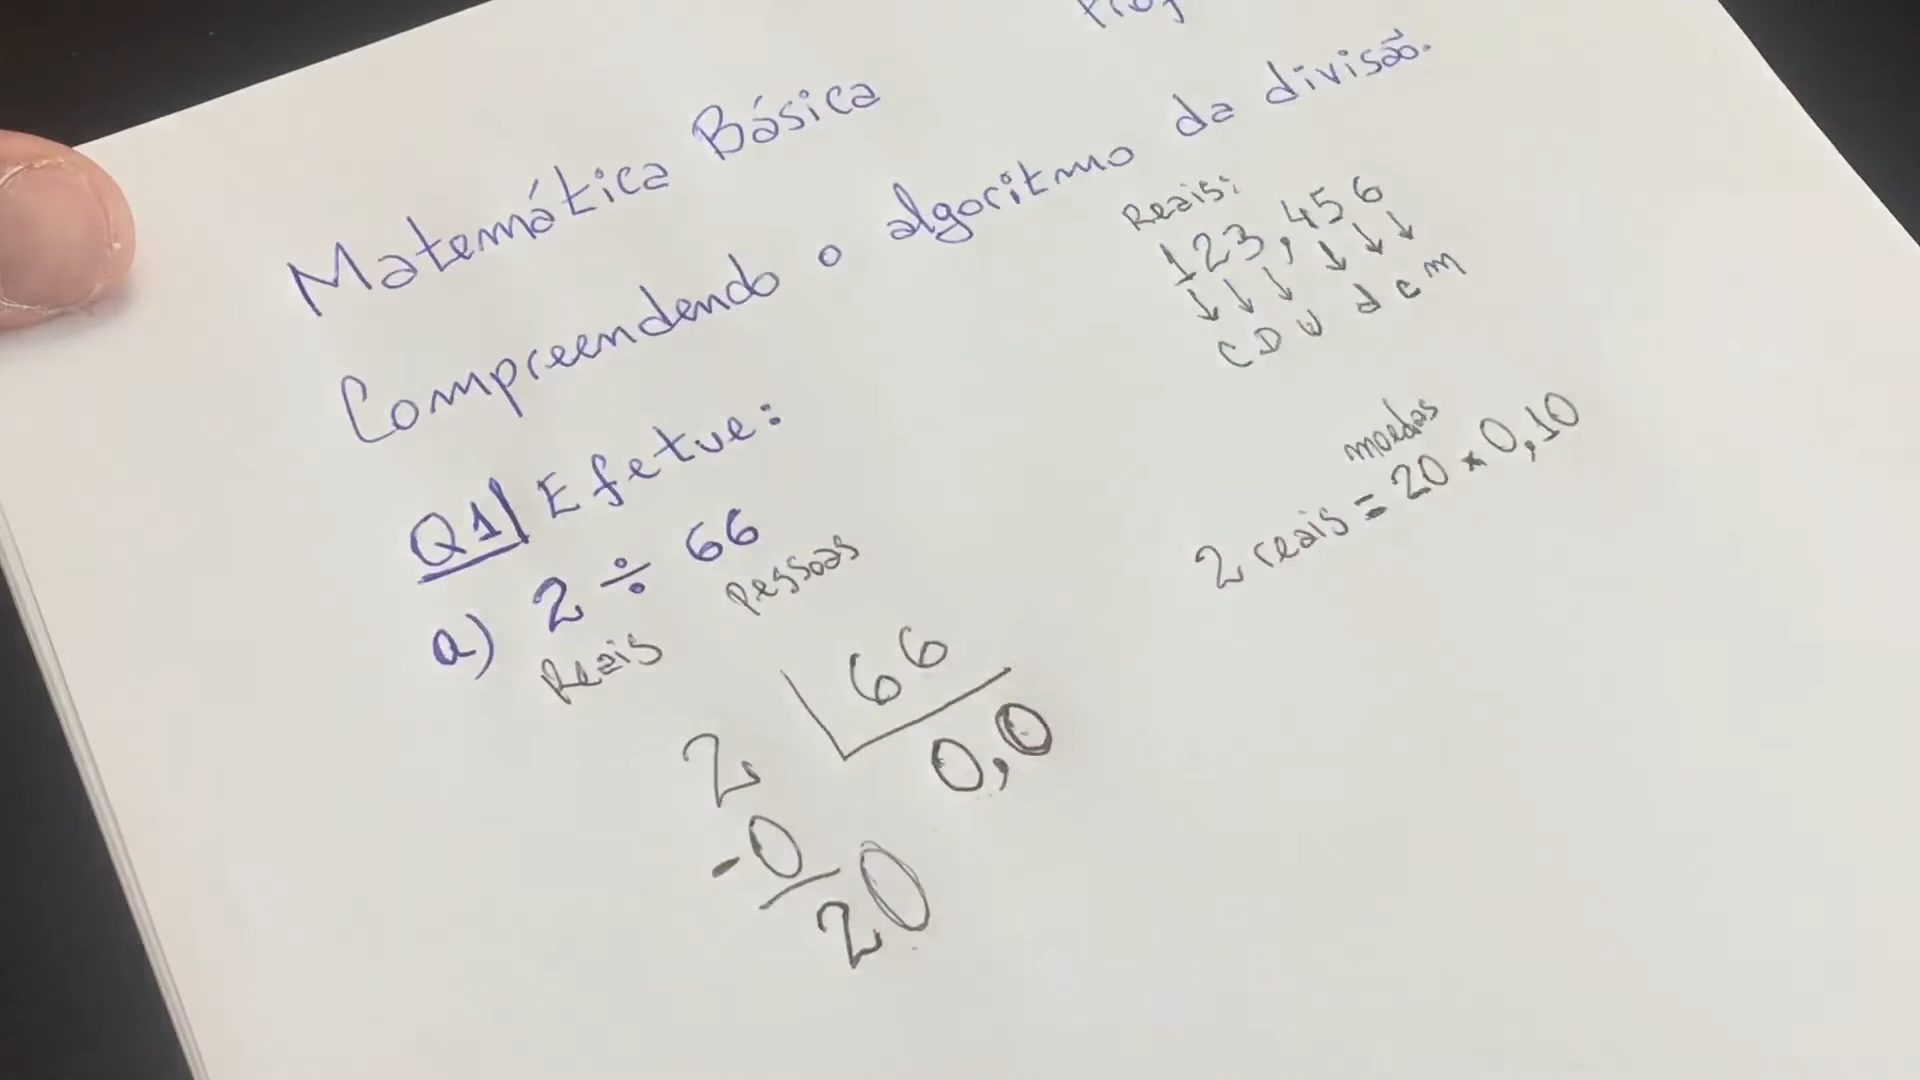 Prof
Matemática Básica
Compreendendo o algoritmo da divisão.
Reais:
123,456
C D U d c m
Q1) Efetue:
a) 2 ÷ 66
Reais pessoas
moedas
2 reais = 20 * 0,10
2 66
0,0
-0
20